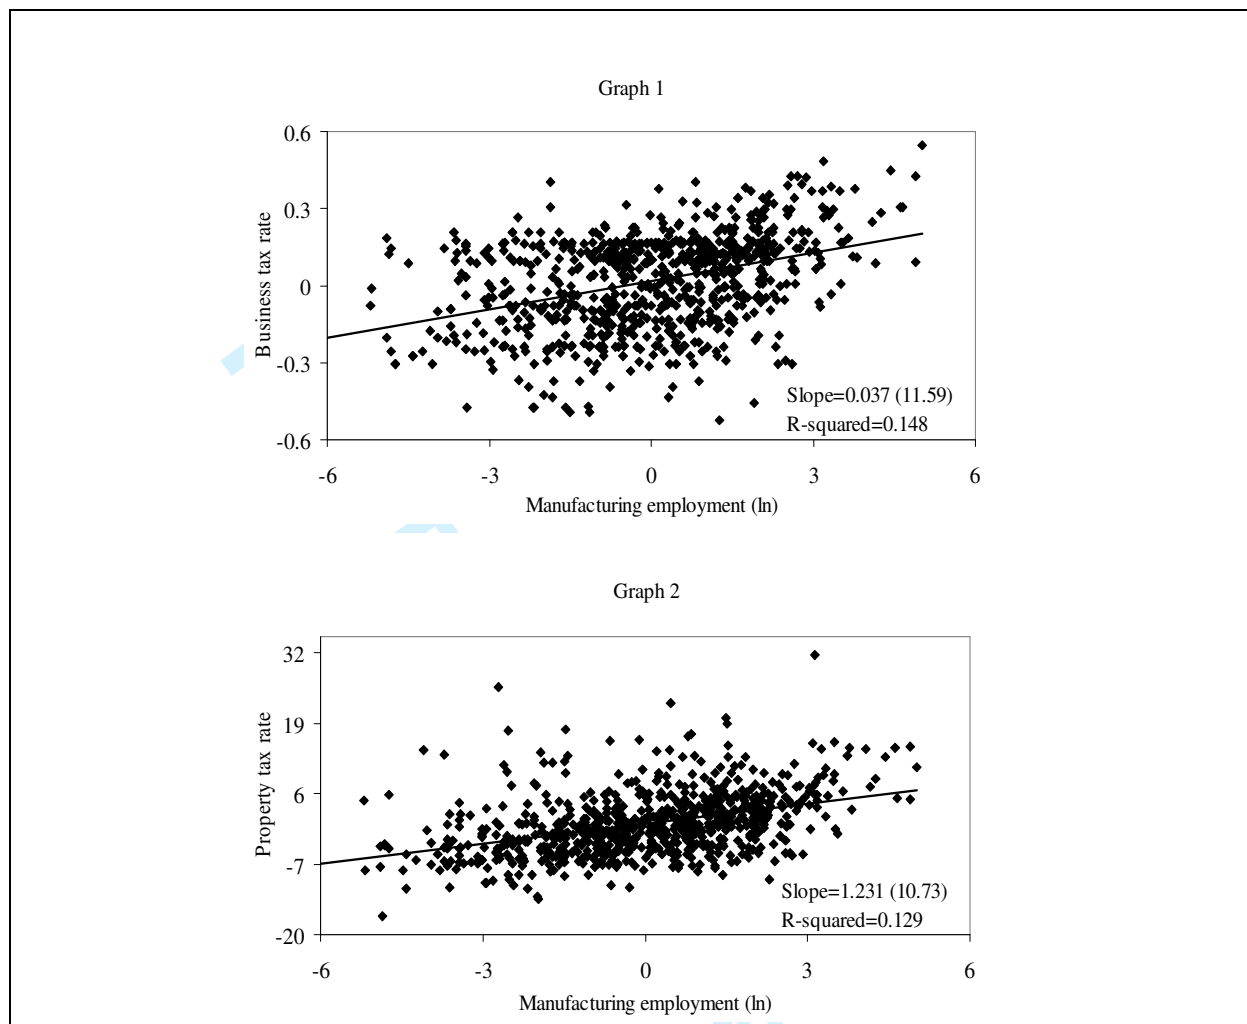 Graph 1
0.6
0.3
0
-0.3
-0.6
Business tax rate
Slope=0.037 (11.59)
R-squared=0.148
-6 -3 0 3 6
Manufacturing employment (ln)
Graph 2
32
19
6
-7
-20
Property tax rate
Slope=1.231 (10.73)
R-squared=0.129
-6 -3 0 3 6
Manufacturing employment (ln)